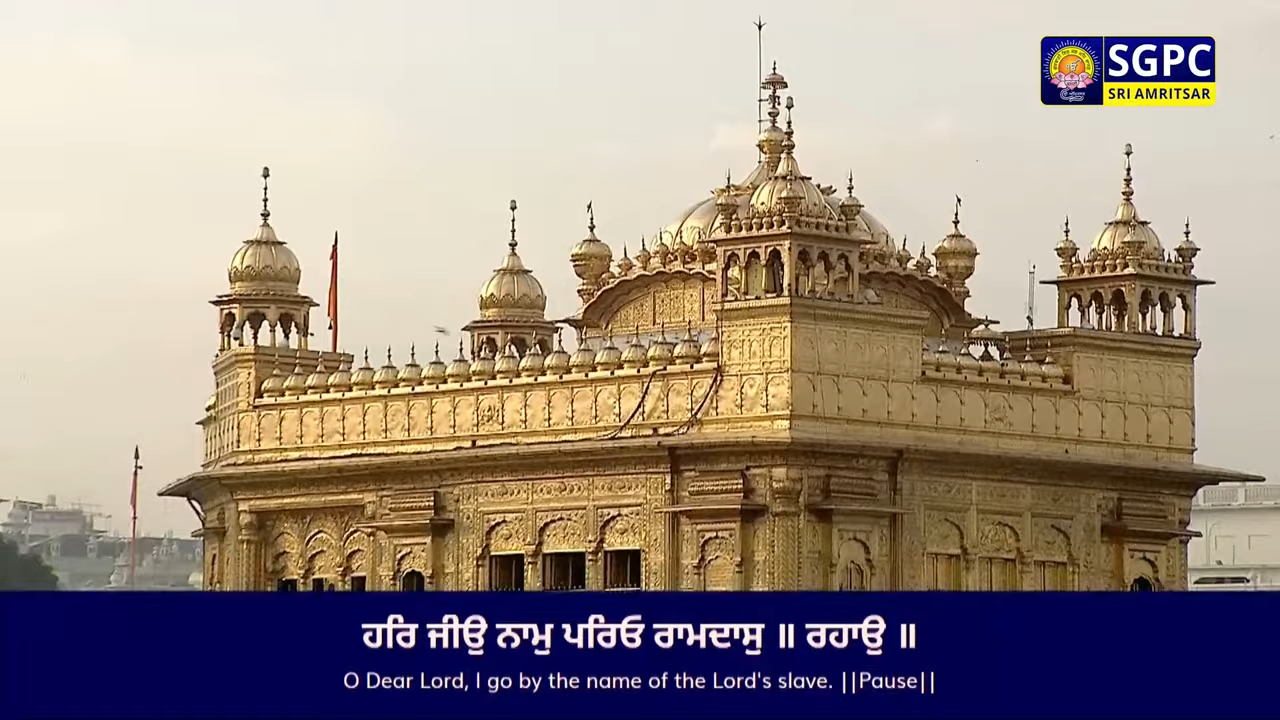 SGPC
SRI AMRITSAR
ਹਰਿ ਜੀਉ ਨਾਮੁ ਪਰਿਓ ਰਾਮਦਾਸੁ ॥ ਰਹਾਉ ॥
O Dear Lord, I go by the name of the Lord's slave. ||Pause||